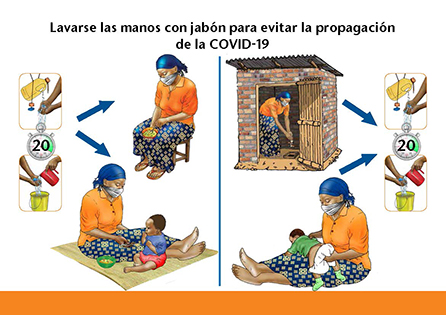 Lavarse las manos con jabón para evitar la propagación
de la COVID-19
20
20